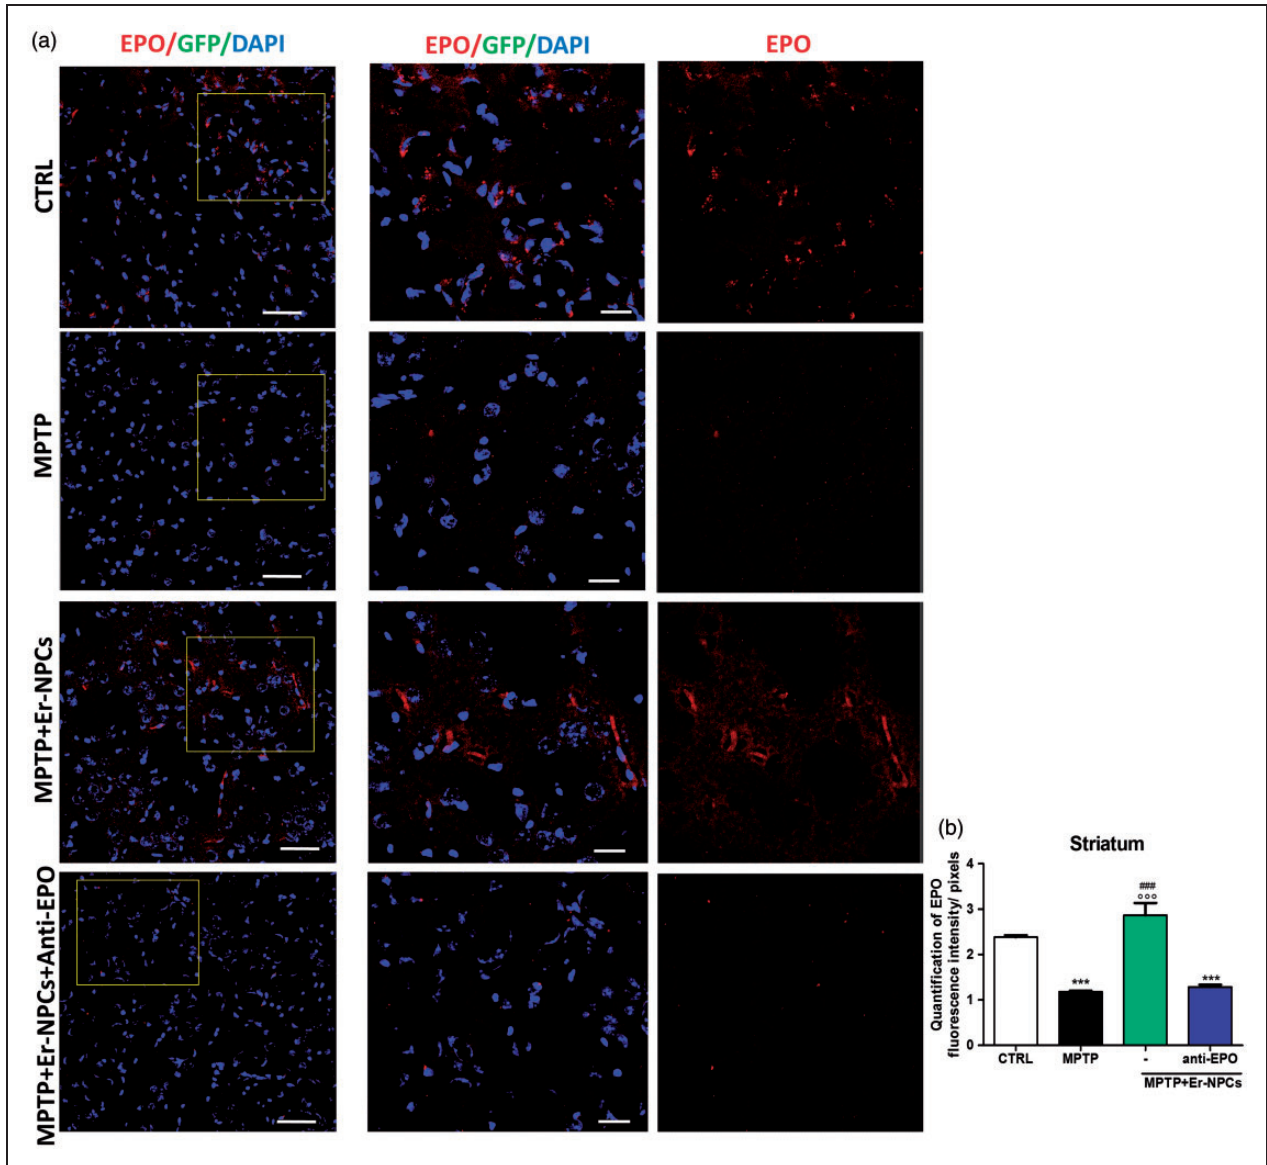 (a)
EPO/GFP/DAPI
EPO/GFP/DAPI
EPO
CTRL
MPTP
MPTP+Er-NPCs
MPTP+Er-NPCs+Anti-EPO
(b)
Striatum
Quantification of EPO
fluorescence intensity/ pixels
4
3
2
1
0
***
###
°°°
***
CTRL
MPTP
-
anti-EPO
MPTP+Er-NPCs